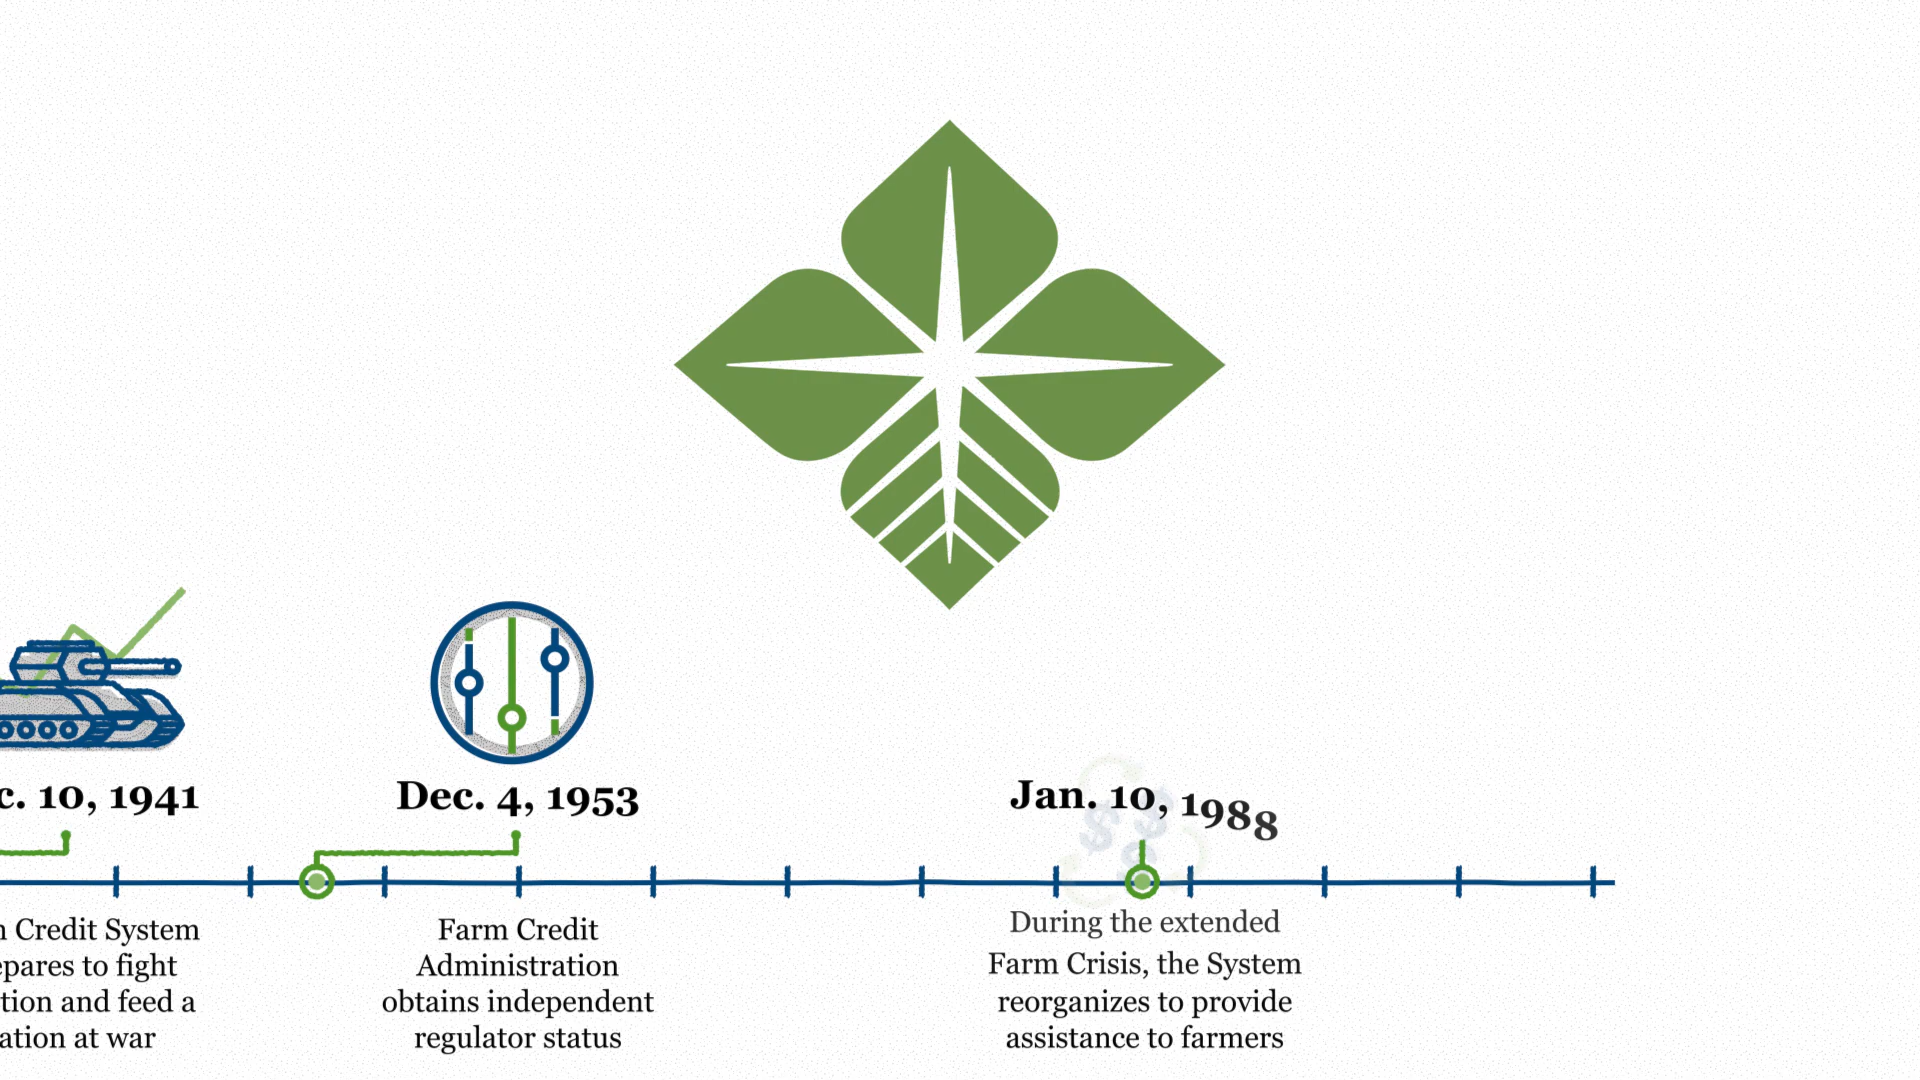 c. 10, 1941
Dec. 4, 1953
Jan. 10, 1988
n Credit System
epares to fight
tion and feed a
ation at war
Farm Credit
Administration
obtains independent
regulator status
During the extended
Farm Crisis, the System
reorganizes to provide
assistance to farmers